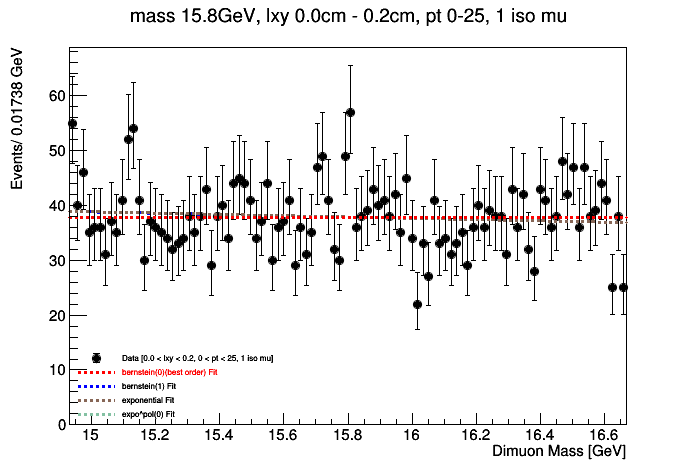 mass 15.8GeV, lxy 0.0cm - 0.2cm, pt 0-25, 1 iso mu
Events/ 0.01738 GeV
60
50
40
30
20
10
0
Data [0.0 < lxy < 0.2, 0 < pt < 25, 1 iso mu]
bernstein(0)(best order) Fit
bernstein(1) Fit
exponential Fit
expo*pol(0) Fit
15 15.2 15.4 15.6 15.8 16 16.2 16.4 16.6
Dimuon Mass [GeV]